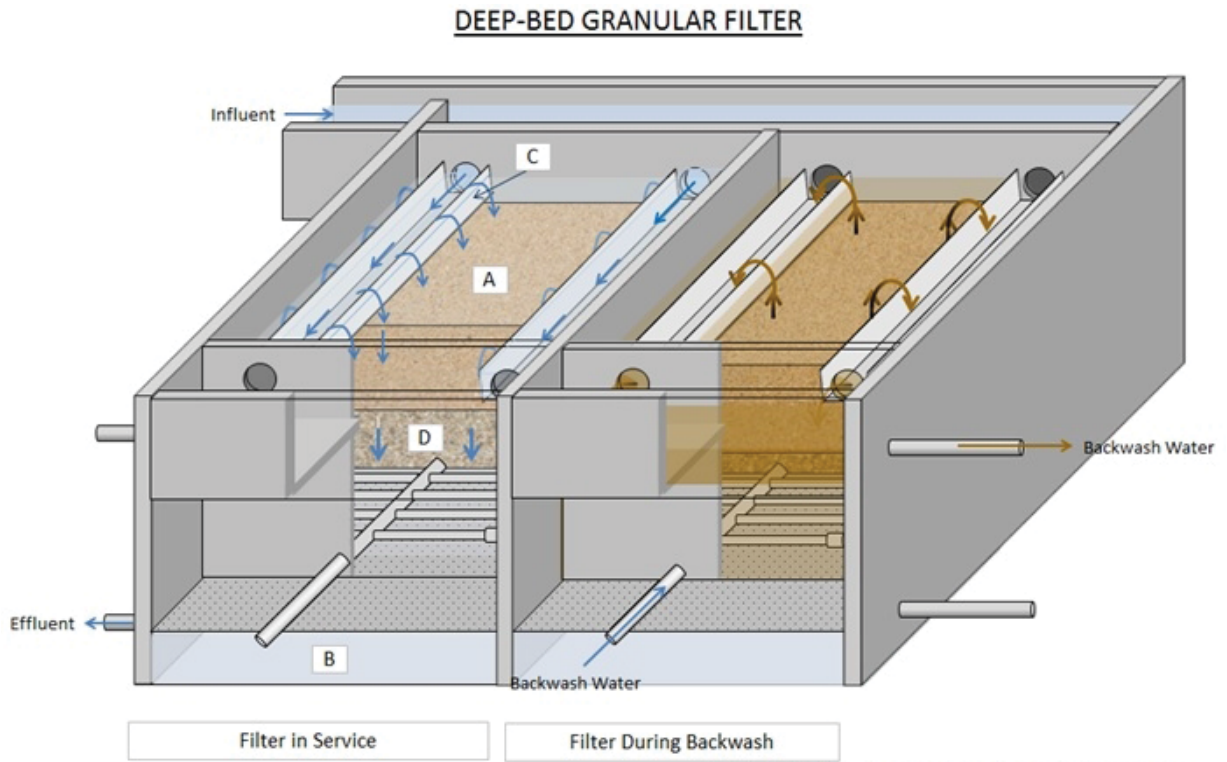 DEEP-BED GRANULAR FILTER
Influent
C
A
D
Backwash Water
Effluent
B
Backwash Water
Filter in Service
Filter During Backwash